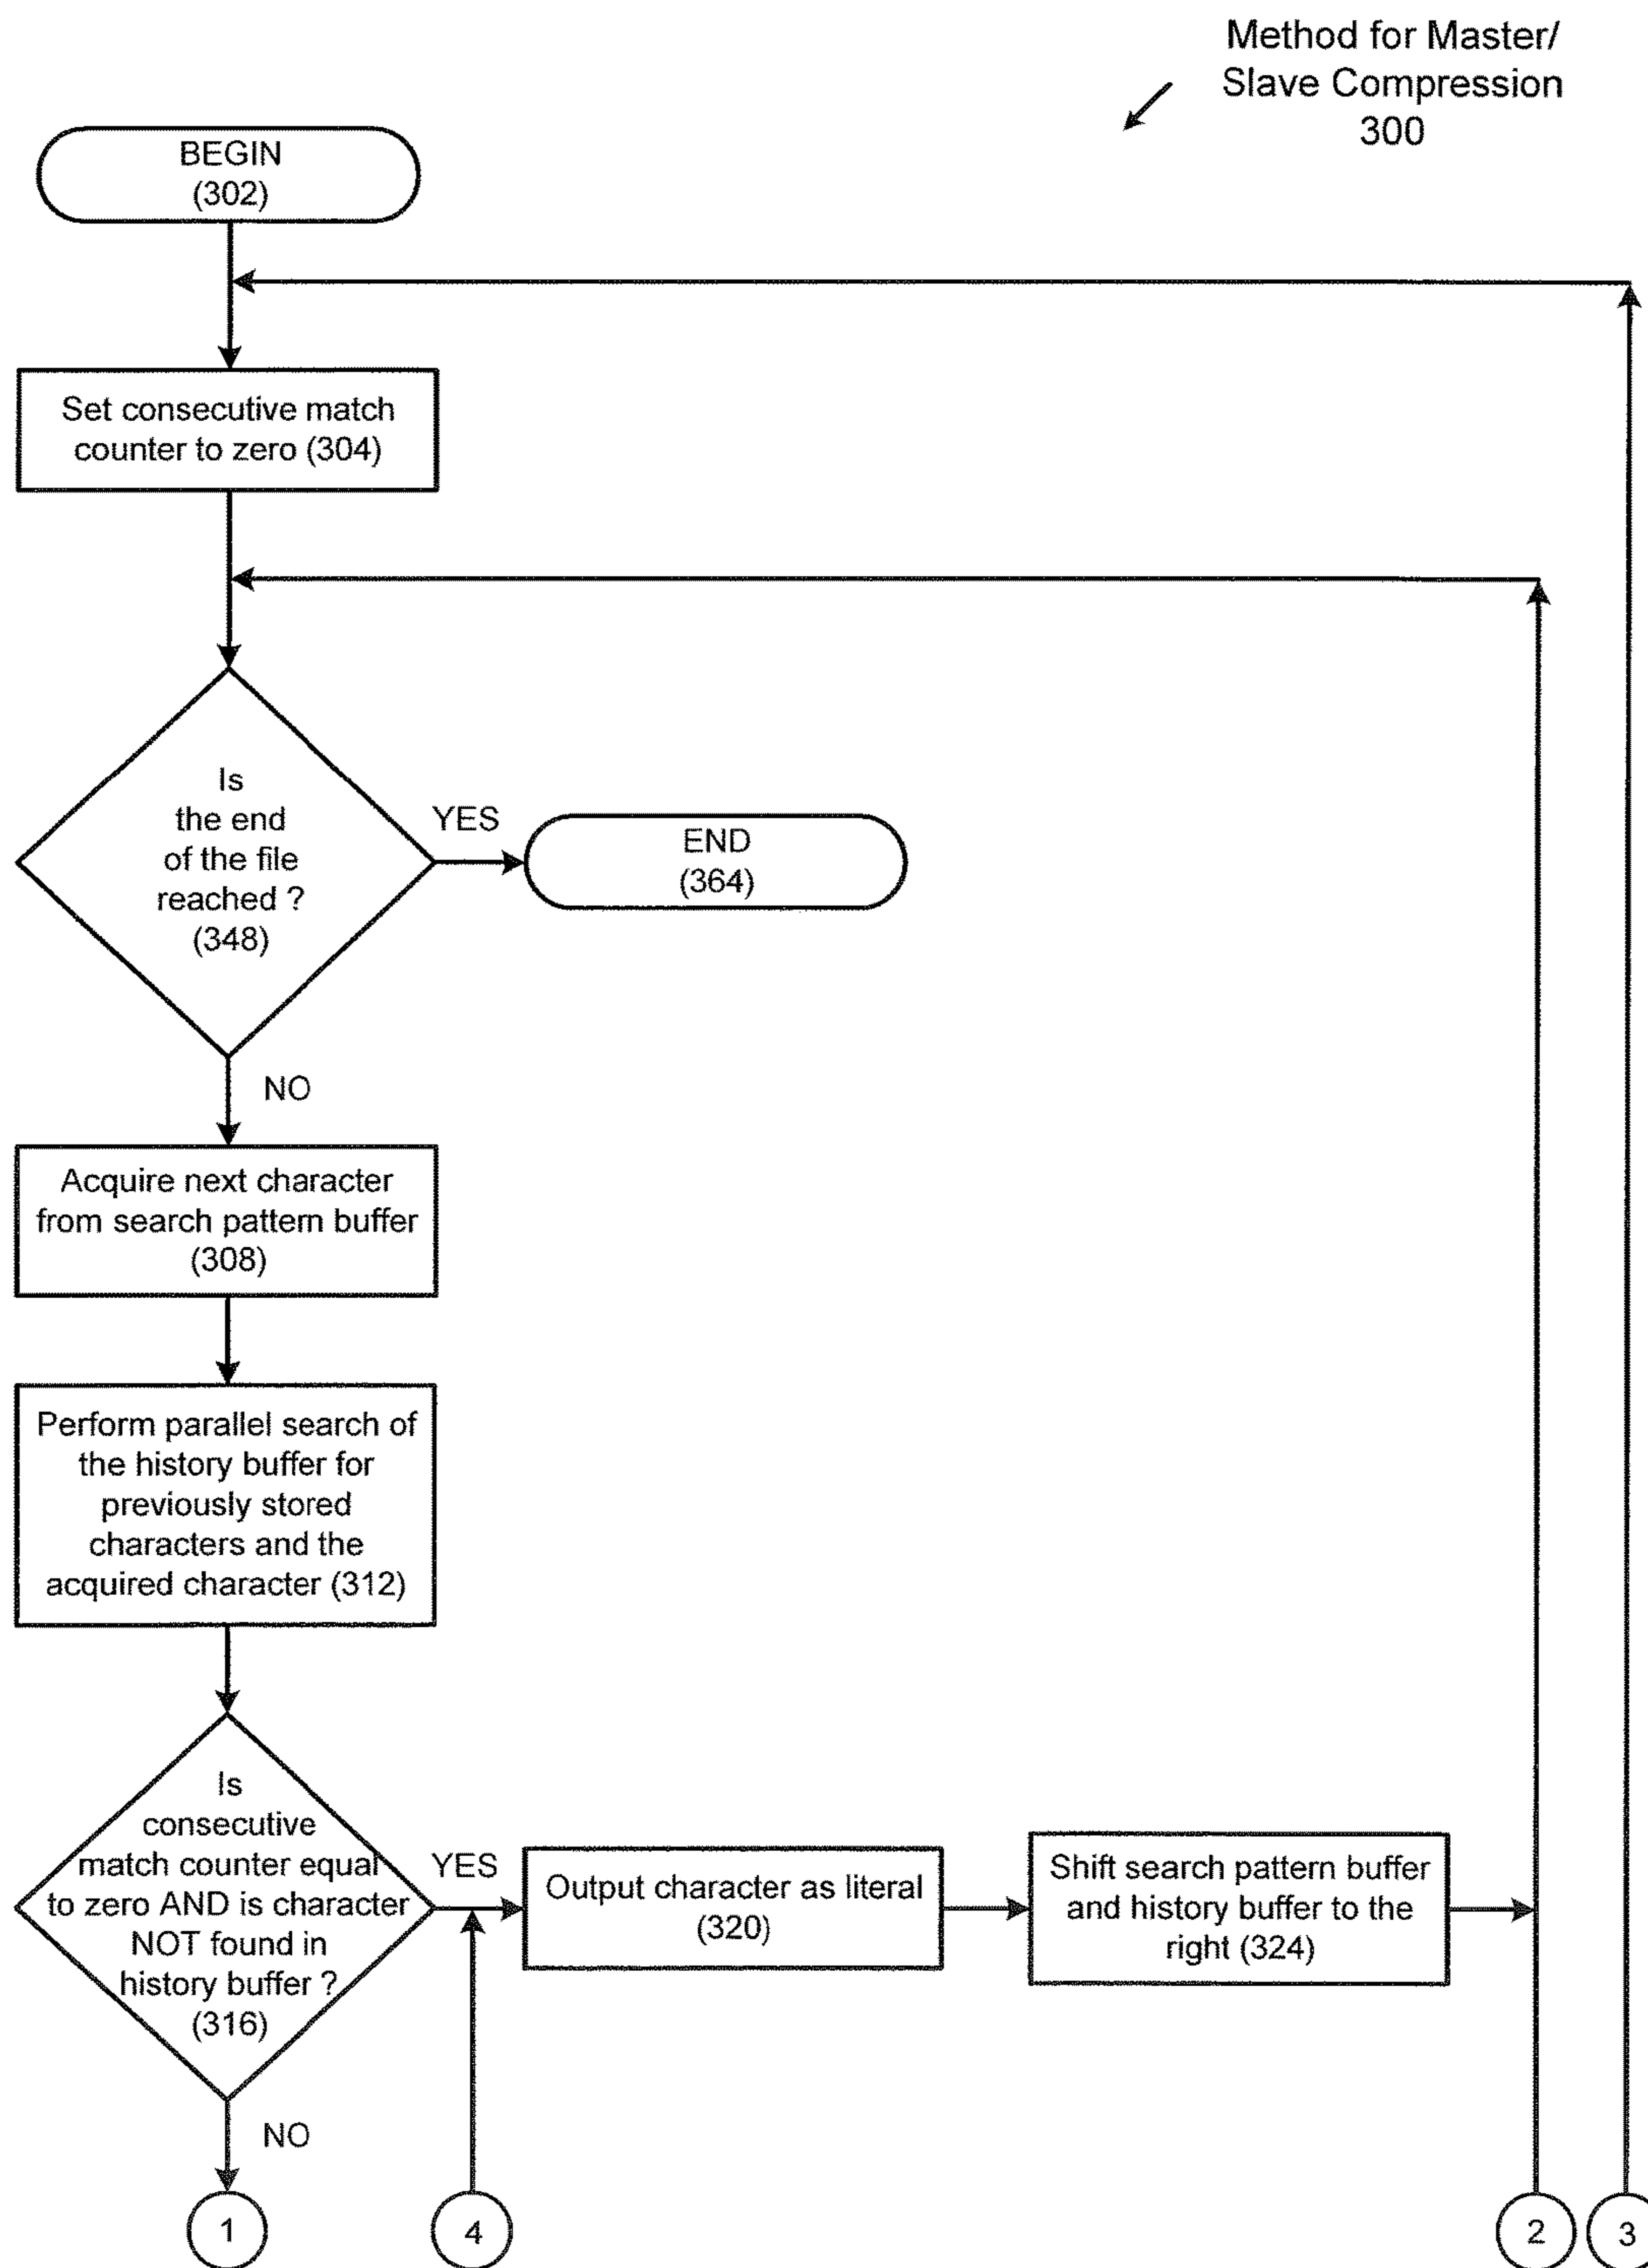 Method for Master/
Slave Compression
300
BEGIN
(302)
Set consecutive match
counter to zero (304)
Is
the end
of the file
reached ?
(348)
YES
END
(364)
NO
Acquire next character
from search pattern buffer
(308)
Perform parallel search of
the history buffer for
previously stored
characters and the
acquired character (312)
Is
consecutive
match counter equal
to zero AND is character
NOT found in
history buffer ?
(316)
YES
Output character as literal
(320)
Shift search pattern buffer
and history buffer to the
right (324)
NO
1
4
2
3